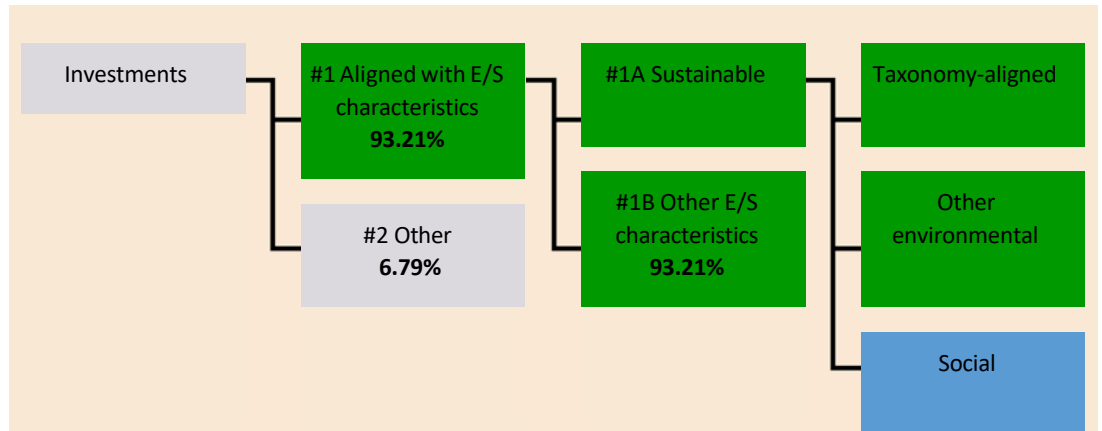 Investments
#1 Aligned with E/S
characteristics
93.21%
#2 Other
6.79%
#1A Sustainable
#1B Other E/S
characteristics
93.21%
Taxonomy-aligned
Other
environmental
Social